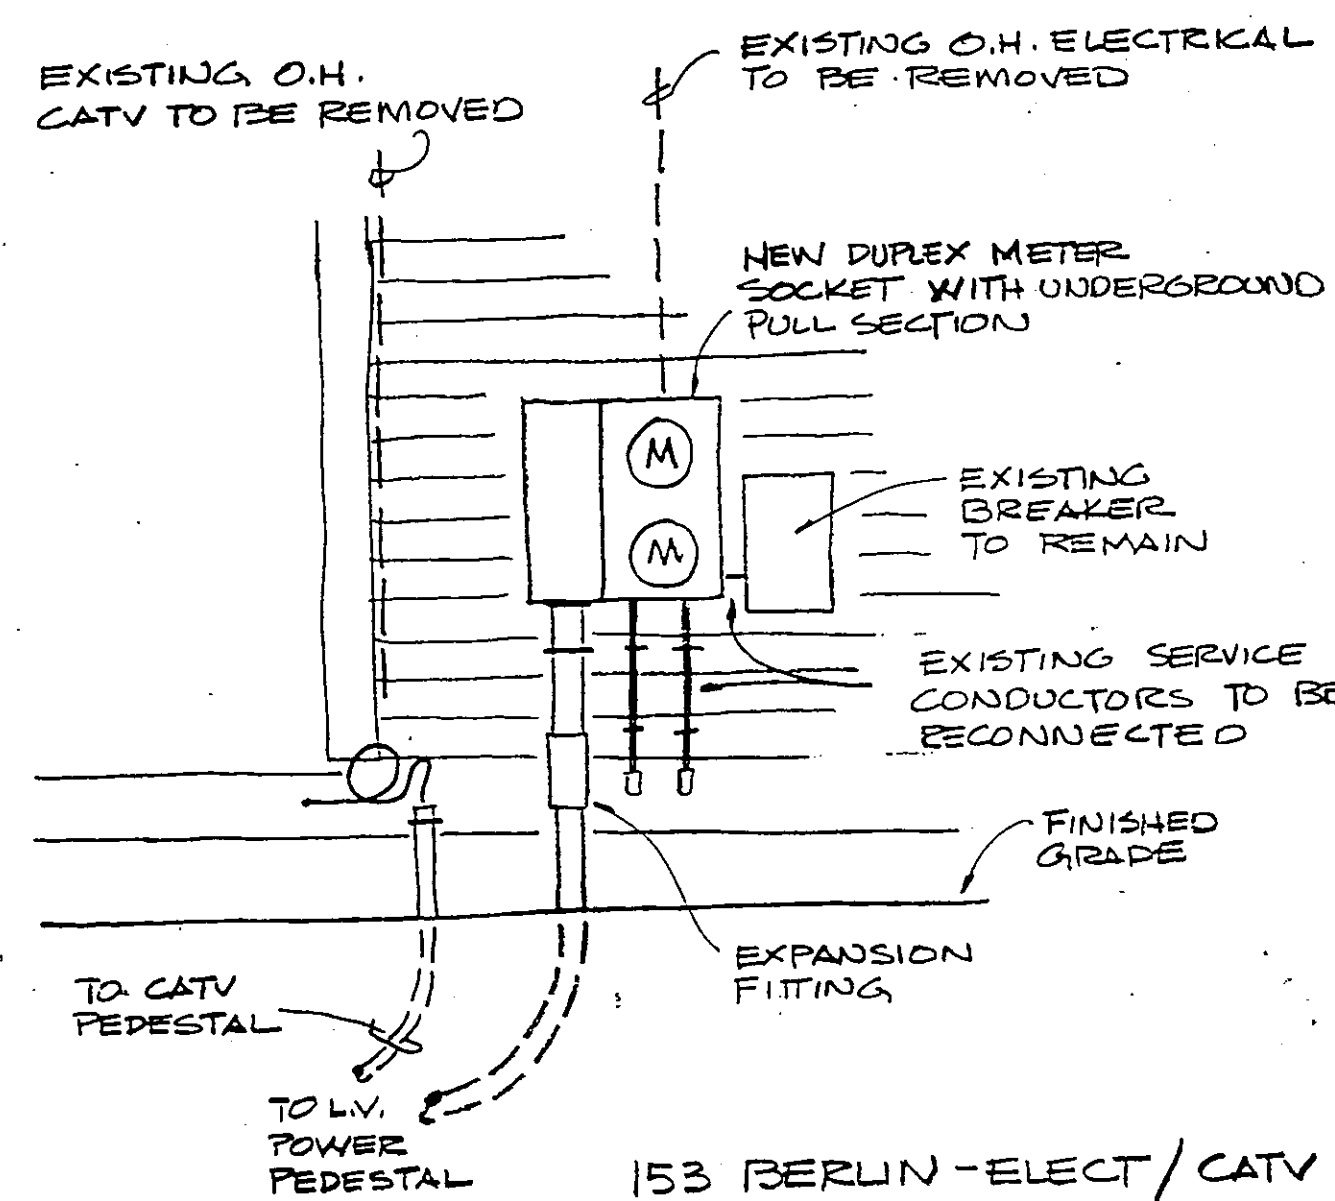 EXISTING O.H.
CATV TO BE REMOVED
EXISTING O.H. ELECTRICAL
TO BE REMOVED
NEW DUPLEX METER
SOCKET WITH UNDERGROUND
PULL SECTION
M
M
EXISTING
BREAKER
TO REMAIN
EXISTING SERVICE
CONDUCTORS TO BE
RECONNECTED
FINISHED
GRADE
EXPANSION
FITTING
TO CATV
PEDESTAL
TO L.V.
POWER
PEDESTAL
153 BERLIN - ELECT / CATV